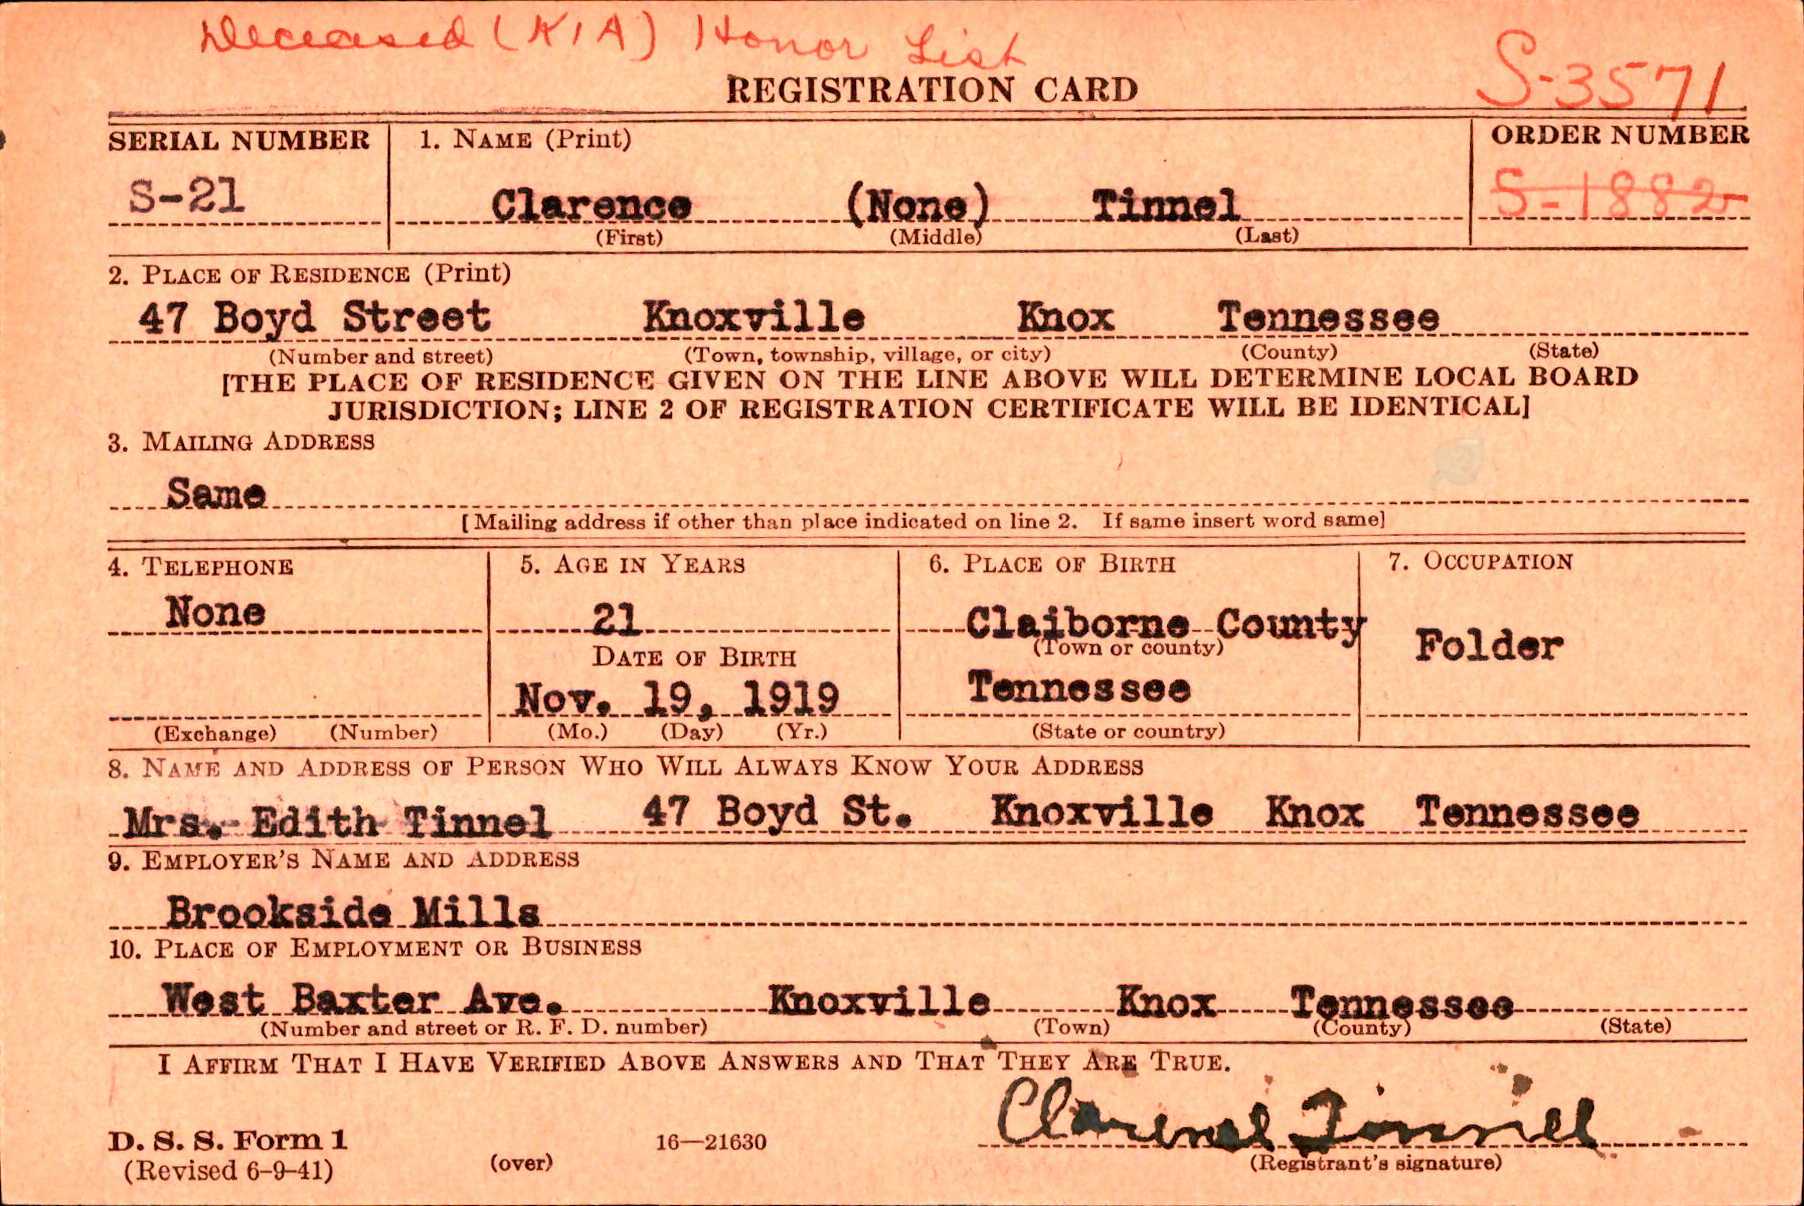 Deceased (KIA) Honor List
REGISTRATION CARD
S-3571
SERIAL NUMBER
1. NAME (Print)
ORDER NUMBER
S-21
Clarence (None) Tinnel
S-1882
(First) (Middle) (Last)
2. PLACE OF RESIDENCE (Print)
47 Boyd Street Knoxville Knox Tennessee
(Number and street) (Town, township, village, or city) (County) (State)
[THE PLACE OF RESIDENCE GIVEN ON THE LINE ABOVE WILL DETERMINE LOCAL BOARD
JURISDICTION; LINE 2 OF REGISTRATION CERTIFICATE WILL BE IDENTICAL]
3. MAILING ADDRESS
Same
[Mailing address if other than place indicated on line 2. If same insert word same]
4. TELEPHONE
5. AGE IN YEARS
6. PLACE OF BIRTH
7. OCCUPATION
None
21
Claiborne County
(Town or county)
Folder
DATE OF BIRTH
Nov. 19, 1919
Tennessee
(Exchange) (Number)
(Mo.) (Day) (Yr.)
(State or country)
8. NAME AND ADDRESS OF PERSON WHO WILL ALWAYS KNOW YOUR ADDRESS
Mrs. Edith Tinnel 47 Boyd St. Knoxville Knox Tennessee
9. EMPLOYER'S NAME AND ADDRESS
Brookside Mills
10. PLACE OF EMPLOYMENT OR BUSINESS
West Baxter Ave. Knoxville Knox Tennessee
(Number and street or R. F. D. number) (Town) (County) (State)
I AFFIRM THAT I HAVE VERIFIED ABOVE ANSWERS AND THAT THEY ARE TRUE.
Clarence Tinnell
D. S. S. Form 1
(Revised 6-9-41)
(over)
16—21630
(Registrant's signature)